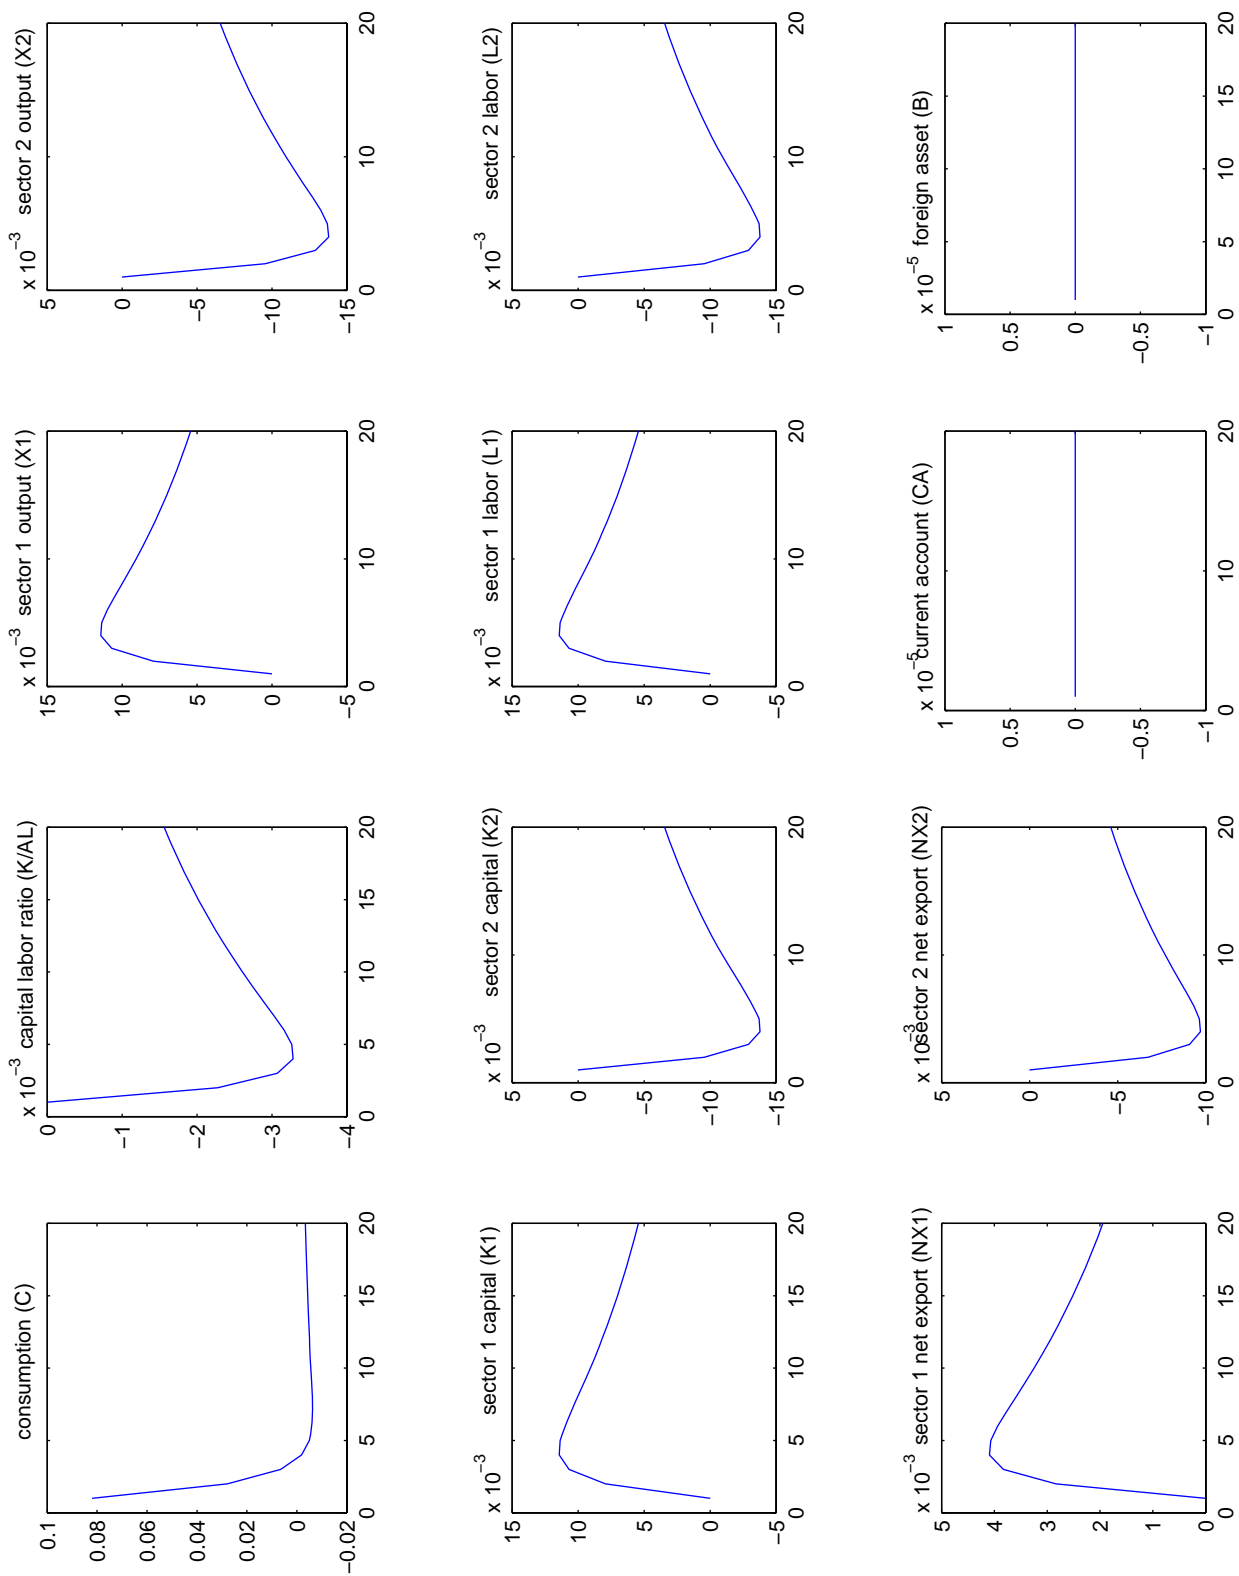 consumption (C)
0.1
0.08
0.06
0.04
0.02
0
−0.02
0 5 10 15 20
x 10−3 capital labor ratio (K/AL)
0
−1
−2
−3
−4
0 5 10 15 20
x 10−3 sector 1 output (X1)
15
10
5
0
−5
0 10 20
x 10−3 sector 2 output (X2)
5
0
−5
−10
−15
0 10 20
x 10−3 sector 1 capital (K1)
15
10
5
0
−5
0 5 10 15 20
x 10−3 sector 2 capital (K2)
5
0
−5
−10
−15
0 10 20
x 10−3 sector 1 labor (L1)
15
10
5
0
−5
0 10 20
x 10−3 sector 2 labor (L2)
5
0
−5
−10
−15
0 10 20
x 10−3 sector 1 net export (NX1)
5
4
3
2
1
0
0 5 10 15 20
x 10−3 sector 2 net export (NX2)
5
0
−5
−10
0 10 20
x 10−5 current account (CA)
1
0.5
0
−0.5
−1
0 10 20
x 10−5 foreign asset (B)
1
0.5
0
−0.5
−1
0 5 10 15 20